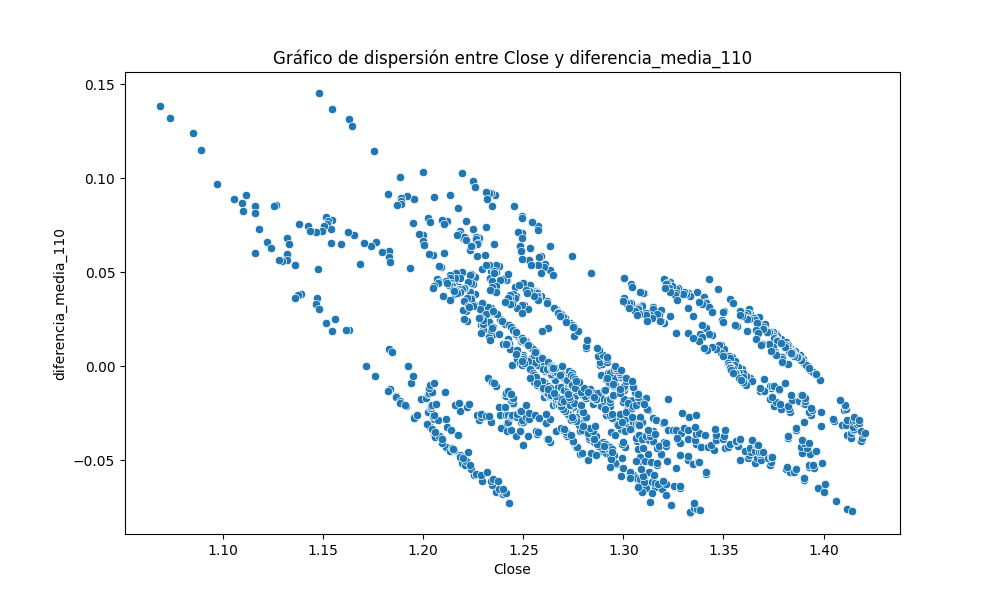 Gráfico de dispersión entre Close y diferencia_media_110
diferencia_media_110
0.15
0.10
0.05
0.00
−0.05
1.10 1.15 1.20 1.25 1.30 1.35 1.40
Close